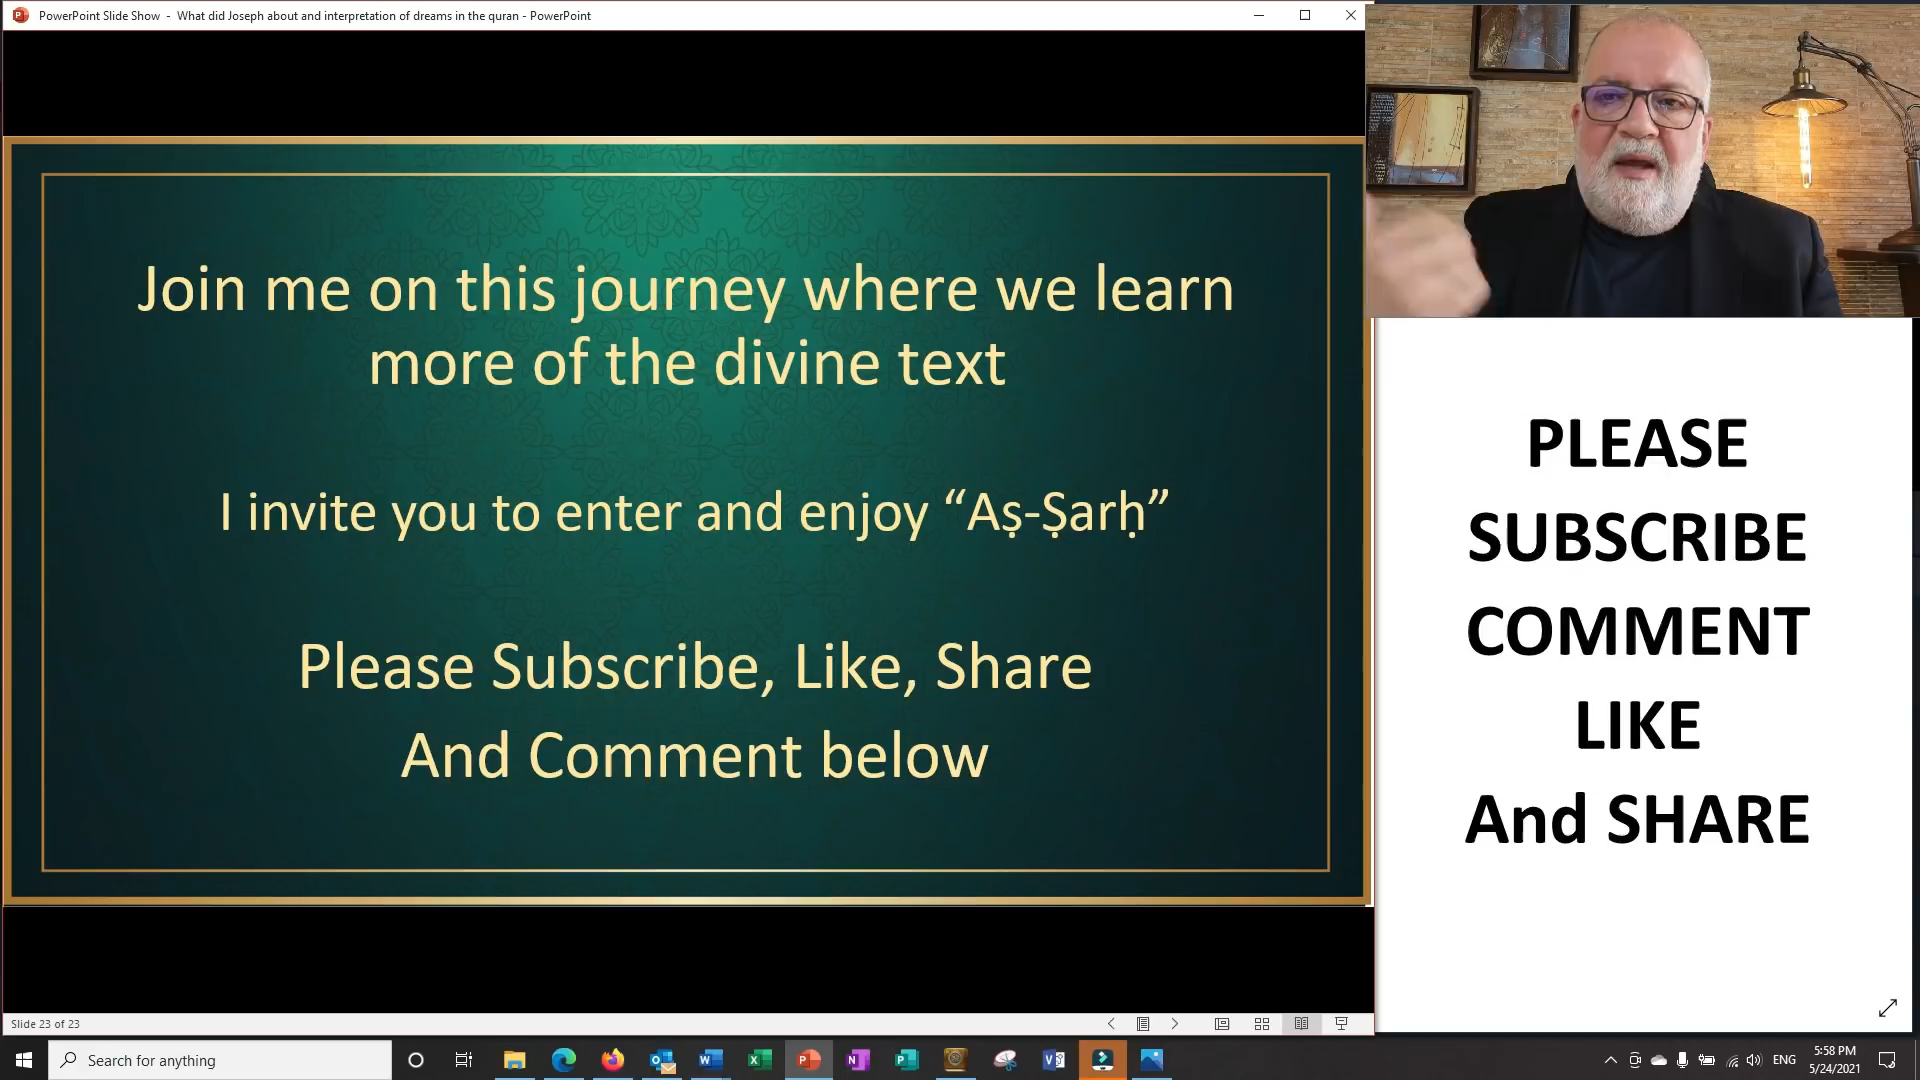 PowerPoint Slide Show - What did Joseph about and interpretation of dreams in the quran - PowerPoint
Join me on this journey where we learn
more of the divine text
I invite you to enter and enjoy “Aṣ-Ṣarḥ”
Please Subscribe, Like, Share
And Comment below
PLEASE
SUBSCRIBE
COMMENT
LIKE
And SHARE
Slide 23 of 23
Search for anything
ENG
5:58 PM
5/24/2021